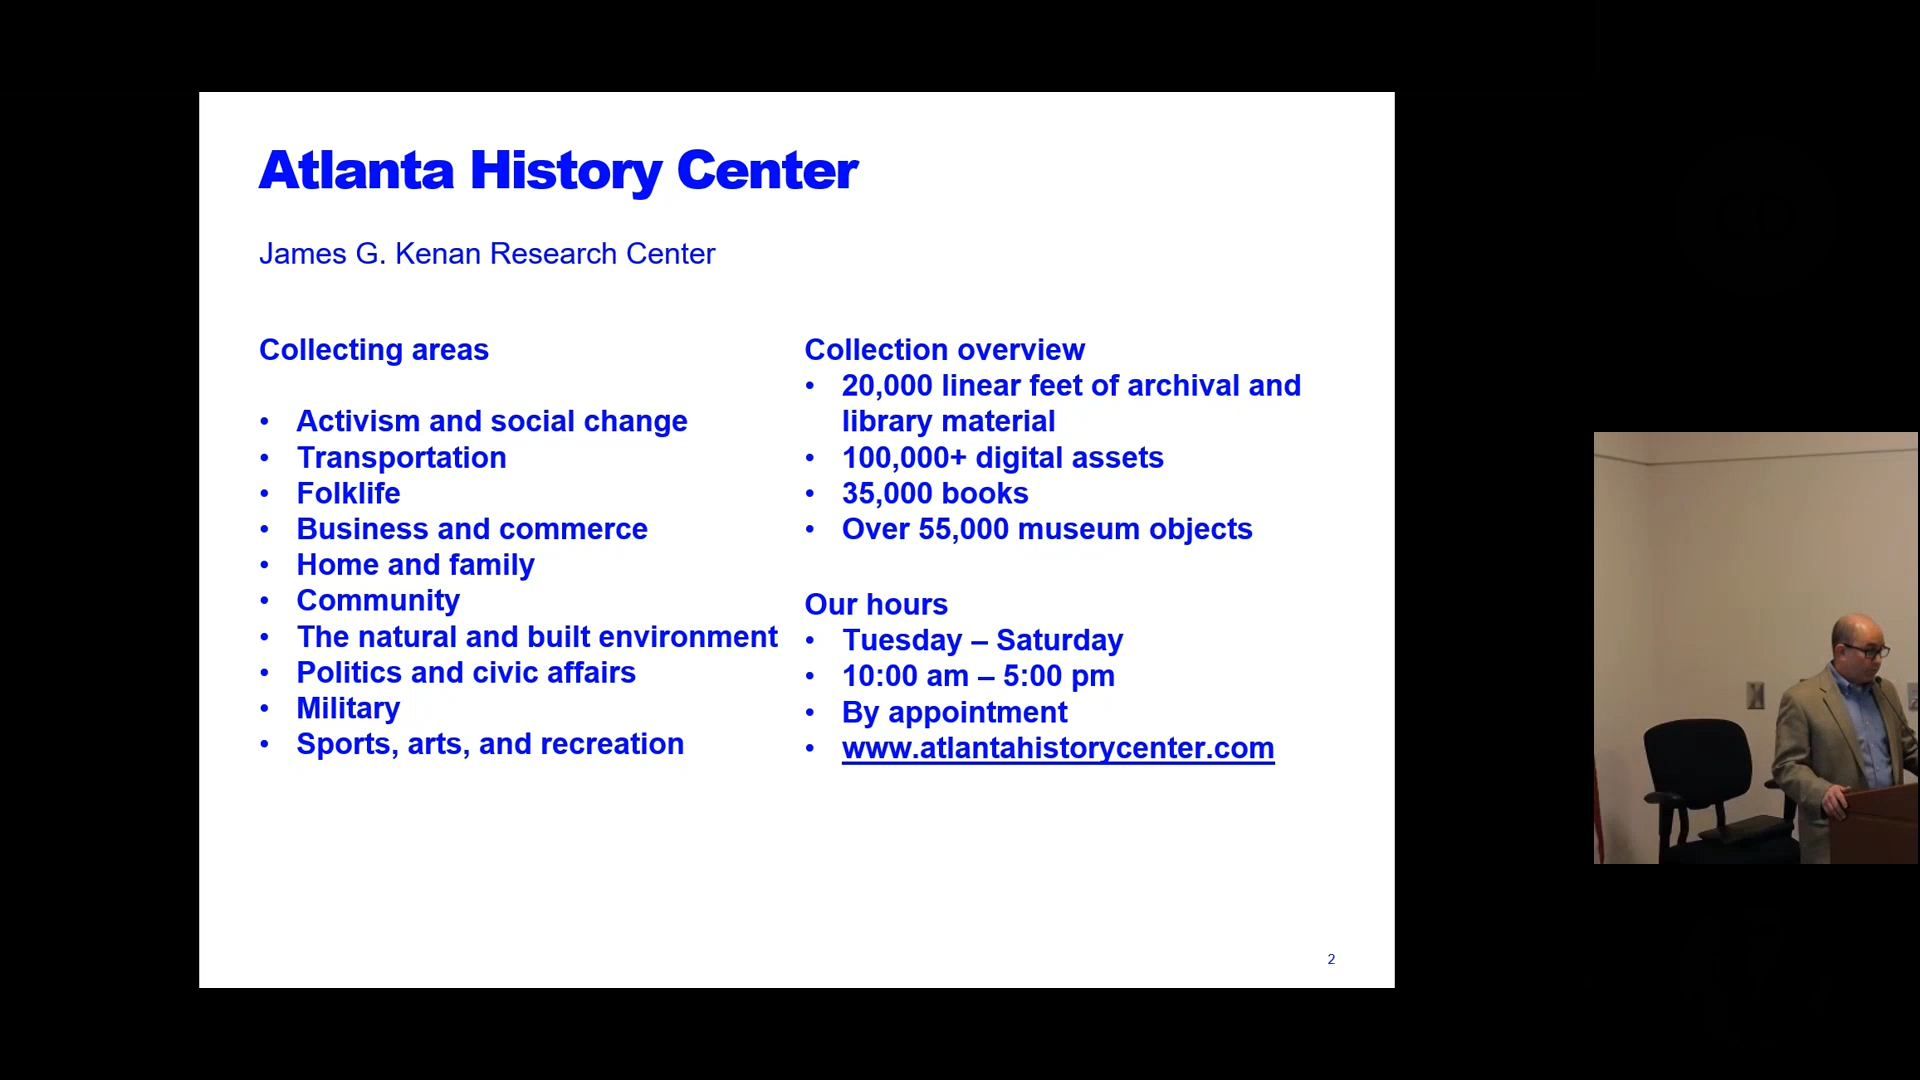 Atlanta History Center
James G. Kenan Research Center
Collecting areas
• Activism and social change
• Transportation
• Folklife
• Business and commerce
• Home and family
• Community
• The natural and built environment
• Politics and civic affairs
• Military
• Sports, arts, and recreation
Collection overview
• 20,000 linear feet of archival and
library material
• 100,000+ digital assets
• 35,000 books
• Over 55,000 museum objects
Our hours
• Tuesday – Saturday
• 10:00 am – 5:00 pm
• By appointment
• www.atlantahistorycenter.com
2